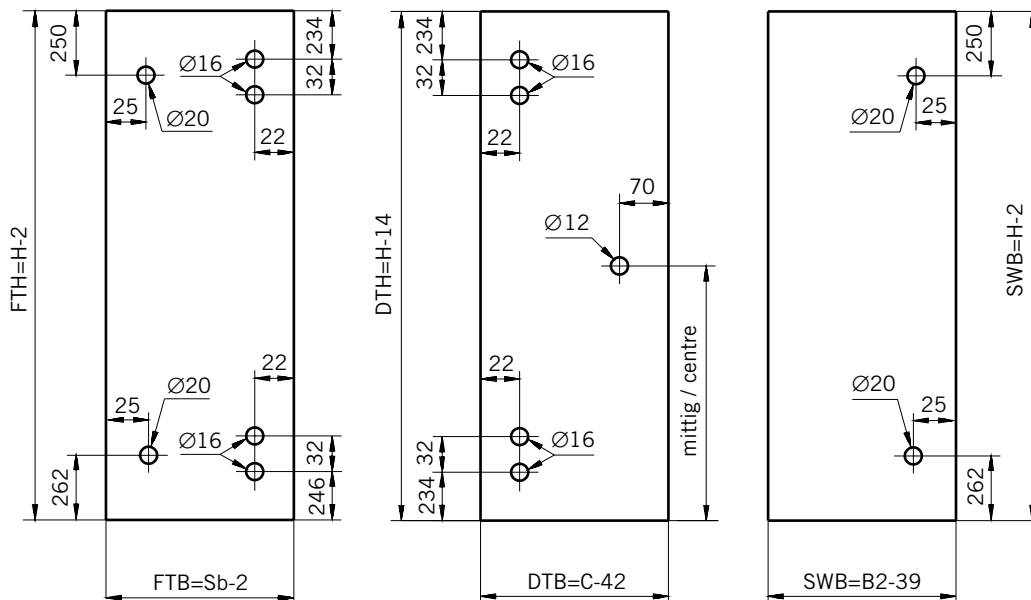 250
25
Ø20
Ø16
234
32
22
FTH=H-2
25
Ø20
262
22
Ø16
32
246
FTB=Sb-2
234
32
Ø16
22
70
Ø12
DTH=H-14
mittig / centre
22
32
234
Ø16
DTB=C-42
250
25
Ø20
SWB=H-2
Ø20
25
262
SWB=B2-39